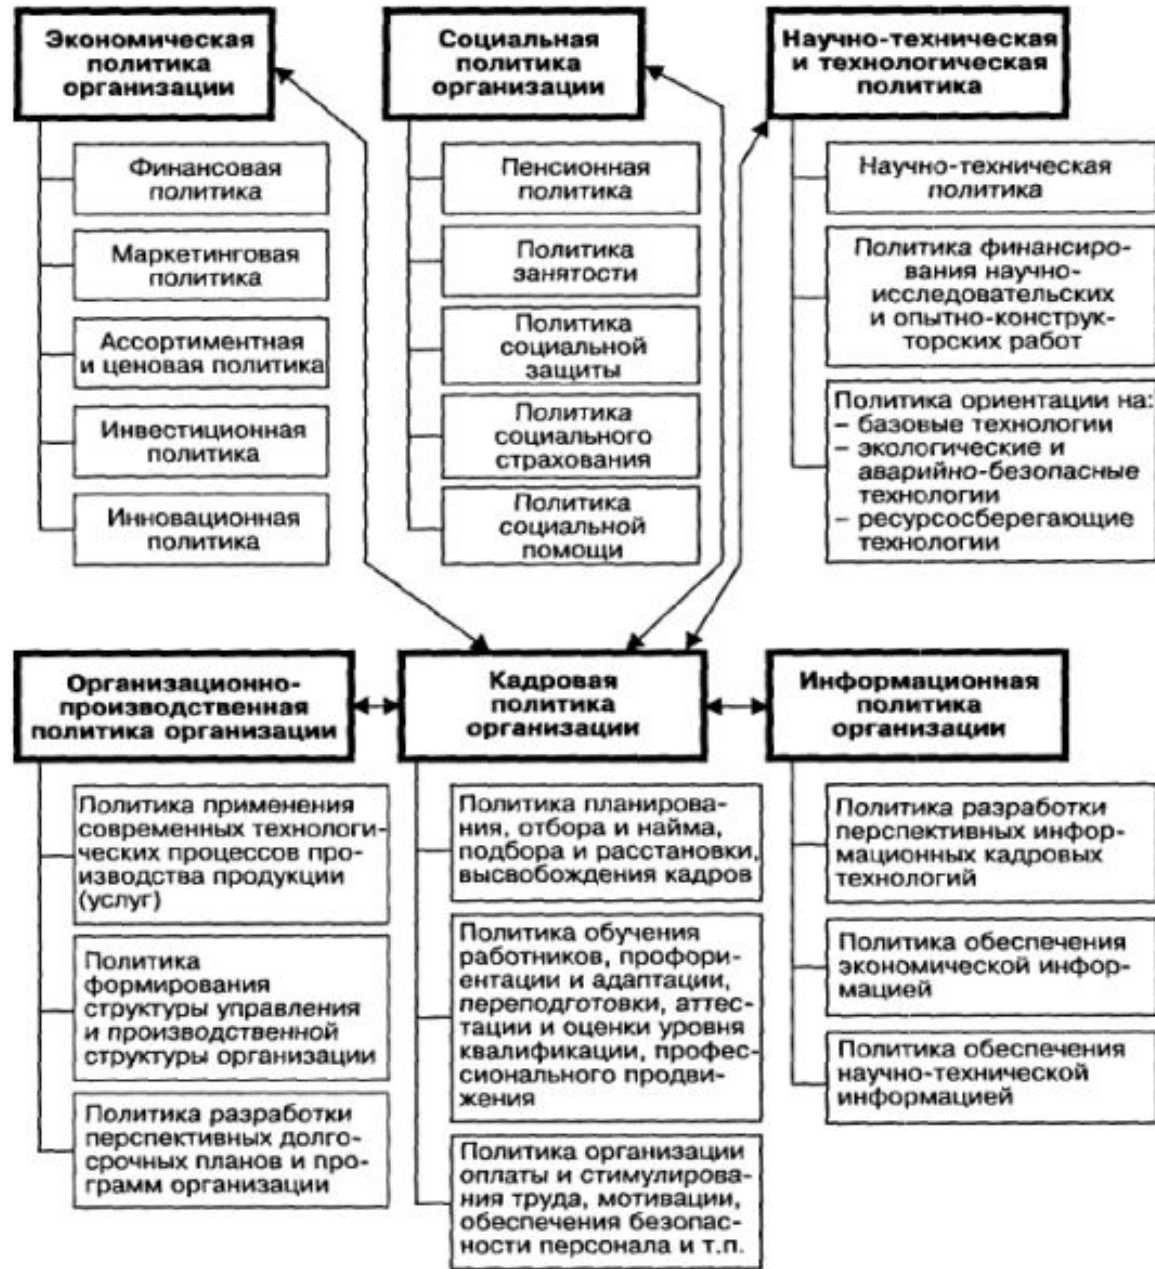 Экономическая
политика
организации
Финансовая
политика
Маркетинговая
политика
Ассортиментная
и ценовая политика
Инвестиционная
политика
Инновационная
политика
Социальная
политика
организации
Пенсионная
политика
Политика
занятости
Политика
социальной
защиты
Политика
социального
страхования
Политика
социальной
помощи
Научно-техническая
и технологическая
политика
Научно-техническая
политика
Политика финансиро-
вания научно-
исследовательских
и опытно-конструк-
торских работ
Политика ориентации на:
– базовые технологии
– экологические и
аварийно-безопасные
технологии
– ресурсосберегающие
технологии
Организационно-
производственная
политика организации
Политика применения
современных технологи-
ческих процессов про-
изводства продукции
(услуг)
Политика
формирования
структуры управления
и производственной
структуры организации
Политика разработки
перспективных долго-
срочных планов и про-
грамм организации
Кадровая
политика
организации
Политика планирова-
ния, отбора и найма,
подбора и расстановки,
высвобождения кадров
Политика обучения
работников, профори-
ентации и адаптации,
переподготовки, аттес-
тации и оценки уровня
квалификации, профес-
сионального продви-
жения
Политика организации
оплаты и стимулирова-
ния труда, мотивации,
обеспечения безопас-
ности персонала и т.п.
Информационная
политика
организации
Политика разработки
перспективных инфор-
мационных кадровых
технологий
Политика обеспечения
экономической инфор-
мацией
Политика обеспечения
научно-технической
информацией